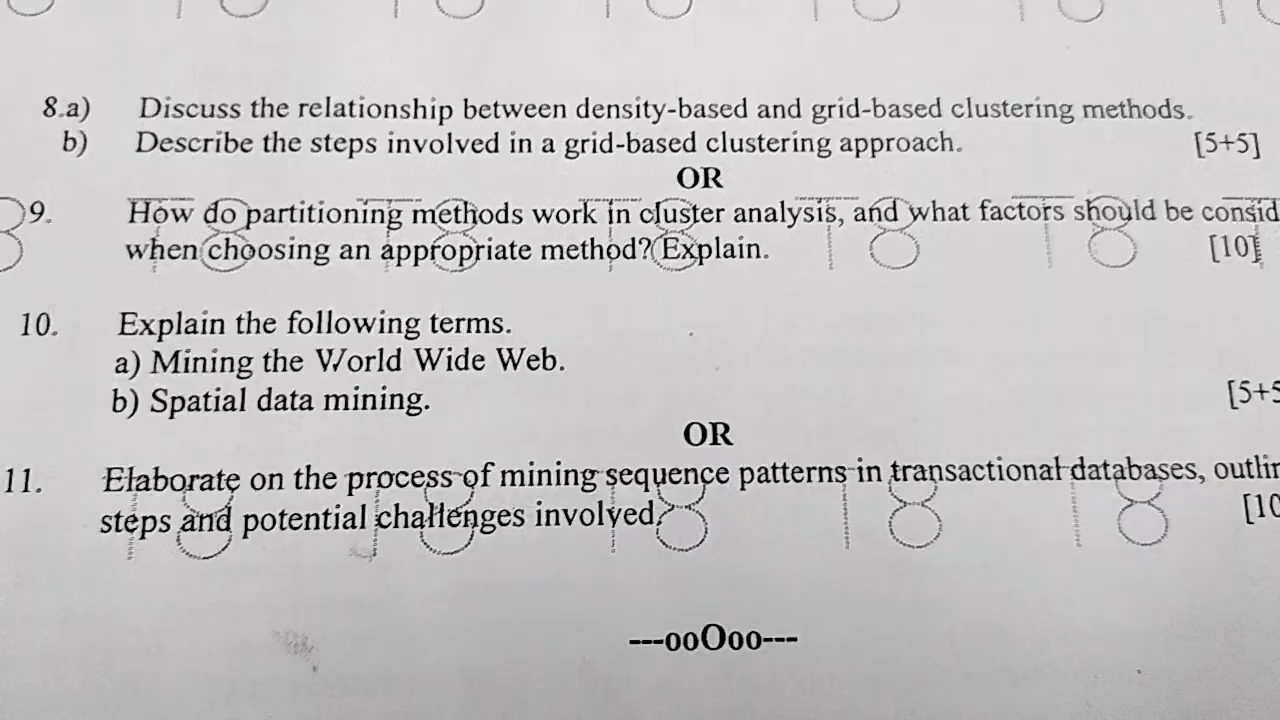 8.a) Discuss the relationship between density-based and grid-based clustering methods.
b) Describe the steps involved in a grid-based clustering approach. [5+5]
OR
9. How do partitioning methods work in cluster analysis, and what factors should be consid
when choosing an appropriate method? Explain. [10]
10. Explain the following terms.
a) Mining the World Wide Web.
b) Spatial data mining. [5+5
OR
11. Elaborate on the process of mining sequence patterns in transactional databases, outlin
steps and potential challenges involved. [10
---ooOoo---